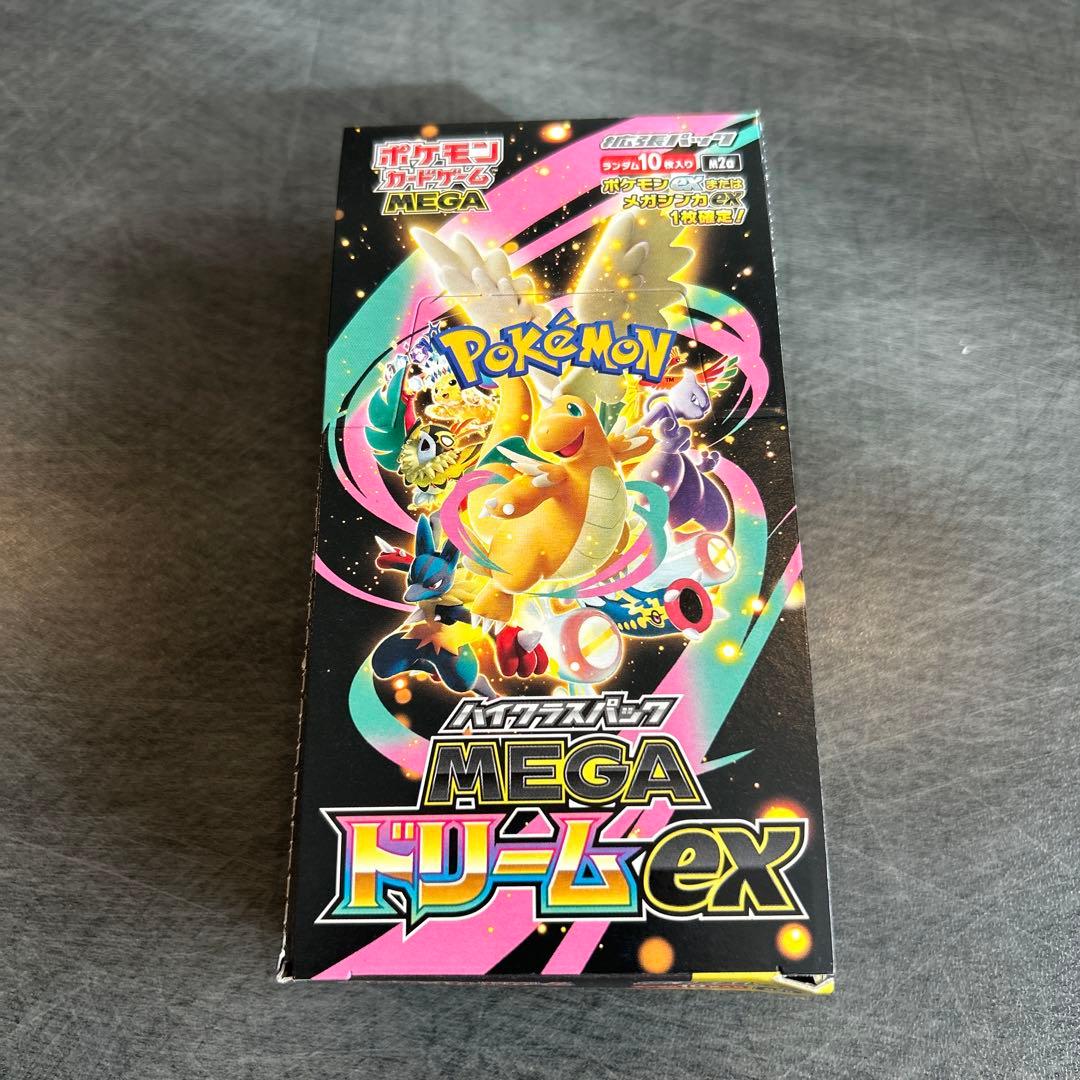 ポケモン
カードゲーム
MEGA
拡張パック
ランダム10枚入り M2a
ポケモンexまたは
メガシンカex
1枚確定!
POKÉMON
TM
ハイクラスパック
MEGA
ドリームex